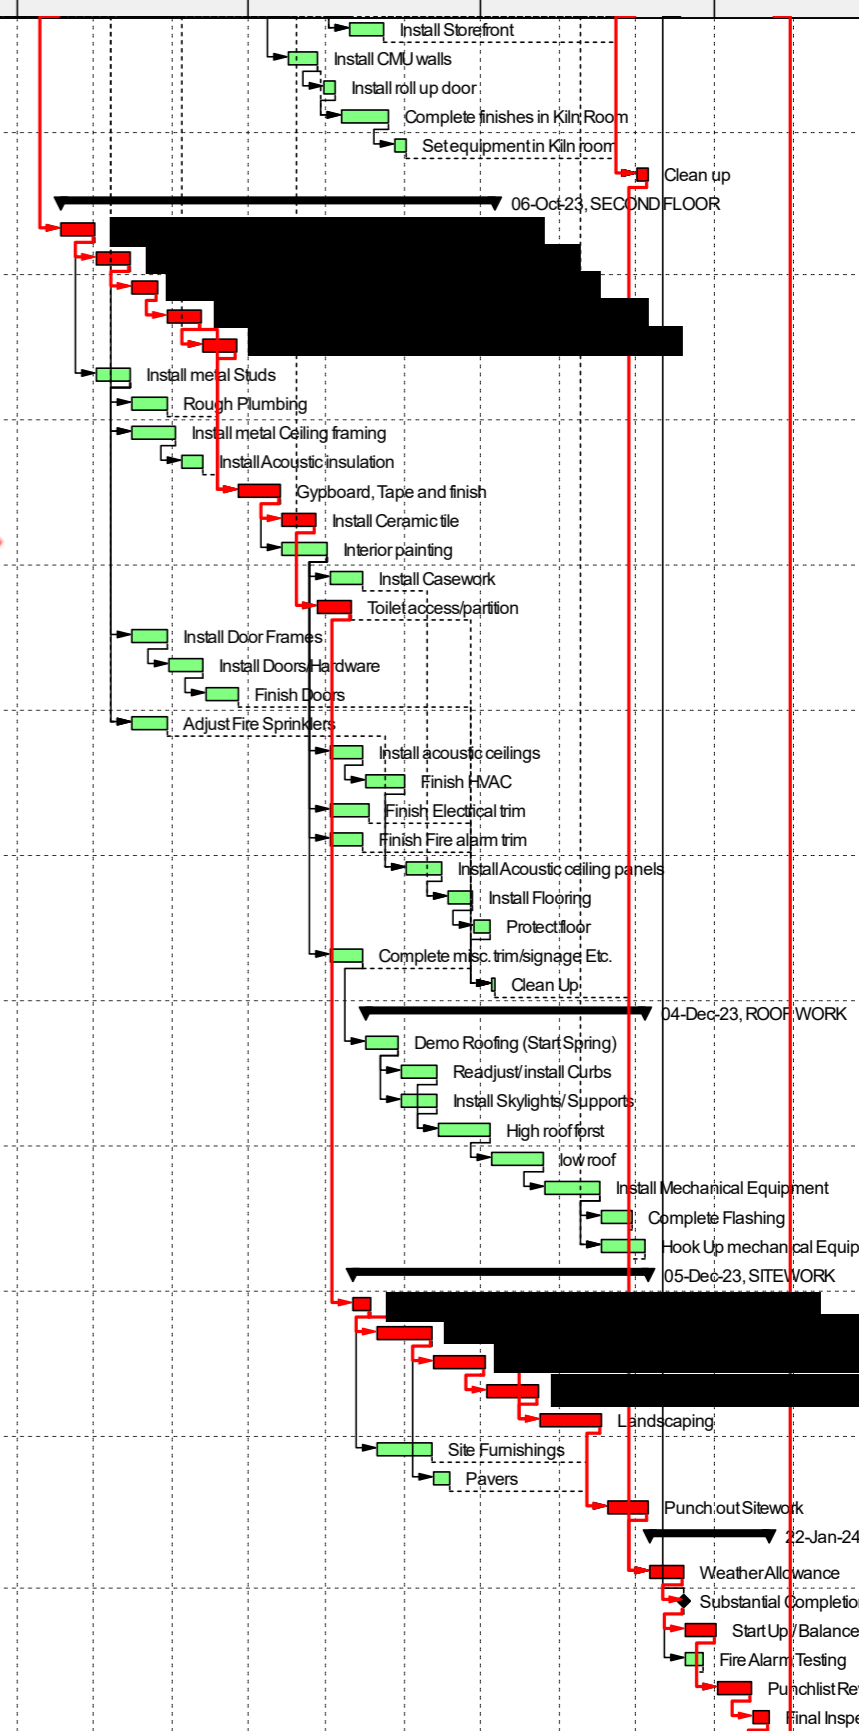 Install Storefront
Install CMU walls
Install roll up door
Complete finishes in Kiln Room
Set equipment in Kiln room
Clean up
06-Oct-23, SECOND FLOOR
Install metal Studs
Rough Plumbing
Install metal Ceiling framing
Install Acoustic insulation
Gypboard, Tape and finish
Install Ceramic tile
Interior painting
Install Casework
Toilet access/partition
Install Door Frames
Install Doors/Hardware
Finish Doors
Adjust Fire Sprinklers
Install acoustic ceilings
Finish HVAC
Finish Electrical trim
Finish Fire alarm trim
Install Acoustic ceiling panels
Install Flooring
Protect floor
Complete misc. trim/signage Etc.
Clean Up
04-Dec-23, ROOF WORK
Demo Roofing (Start Spring)
Readjust/ install Curbs
Install Skylights/ Supports
High roof forst
low roof
Install Mechanical Equipment
Complete Flashing
Hook Up mechanical Equip
05-Dec-23, SITEWORK
Landscaping
Site Furnishings
Pavers
Punch out Sitework
22-Jan-24
Weather Allowance
Substantial Completio
Start Up / Balance
Fire Alarm Testing
Punchlist Re
Final Inspe